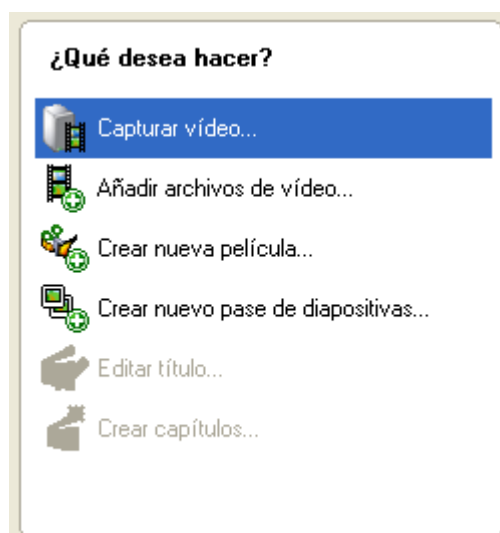 ¿Qué desea hacer?
Capturar vídeo...
Añadir archivos de vídeo...
Crear nueva película...
Crear nuevo pase de diapositivas...
Editar título...
Crear capítulos...